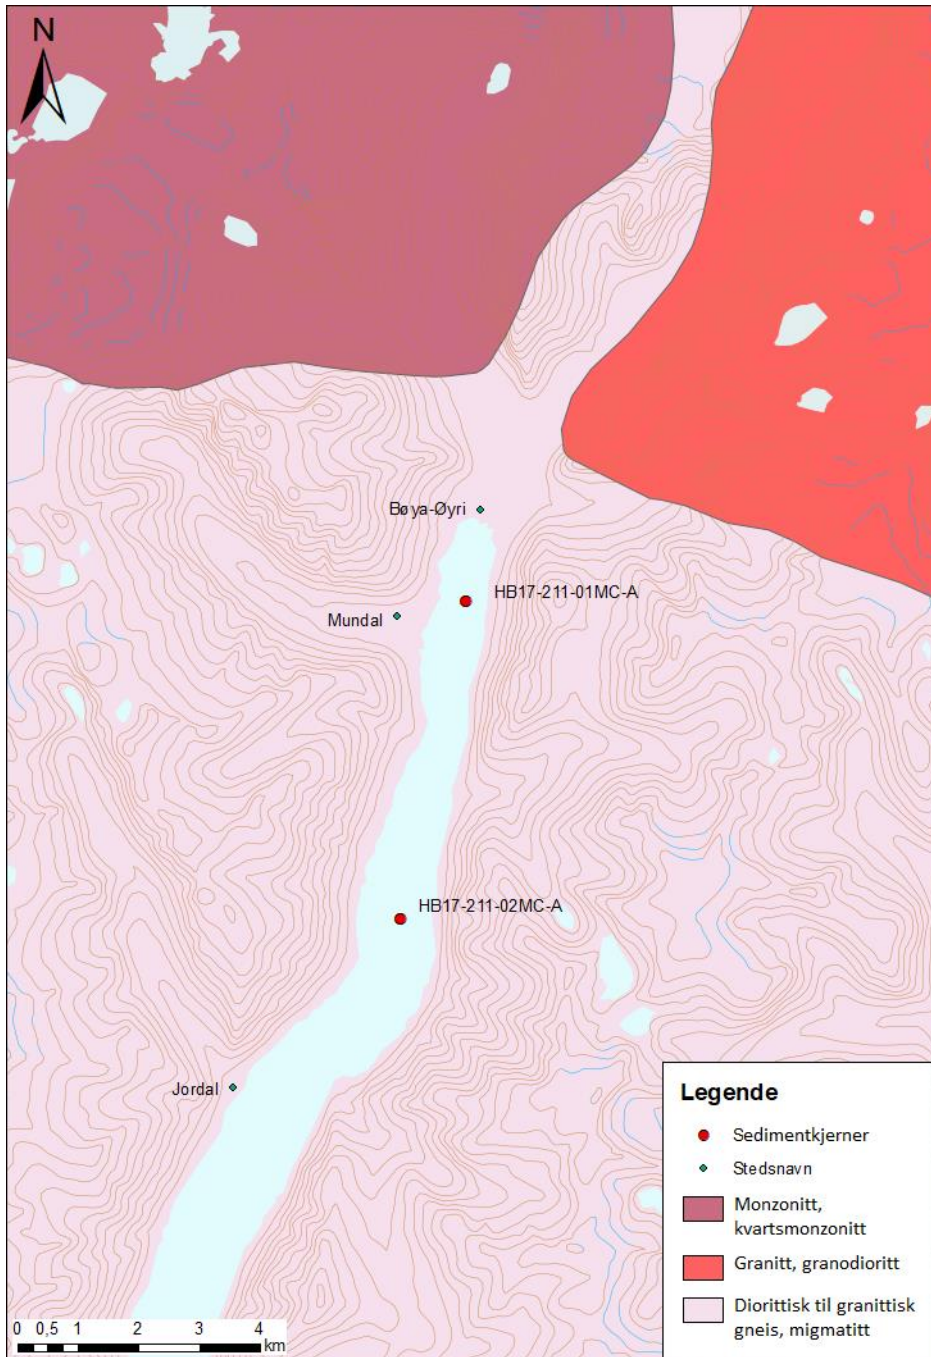 N
Bøya-Øyri
HB17-211-01MC-A
Mundal
HB17-211-02MC-A
Jordal
Legende
Sedimentkjerner
Stedsnavn
Monzonitt,
kvartsmonzonitt
Granitt, granodioritt
Diorittisk til granittisk
gneis, migmatitt
0 0,5 1 2 3 4
km